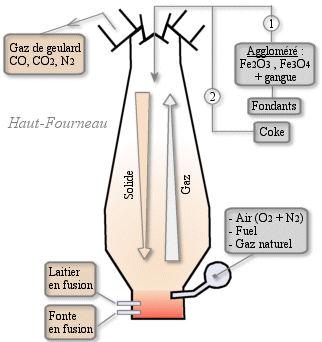 Gaz de geulard
CO, CO2, N2
1
Aggloméré :
Fe2O3 , Fe3O4
+ gangue
Fondants
2
Coke
Haut-Fourneau
Solide
Gaz
- Air (O2 + N2)
- Fuel
- Gaz naturel
Laitier
en fusion
Fonte
en fusion